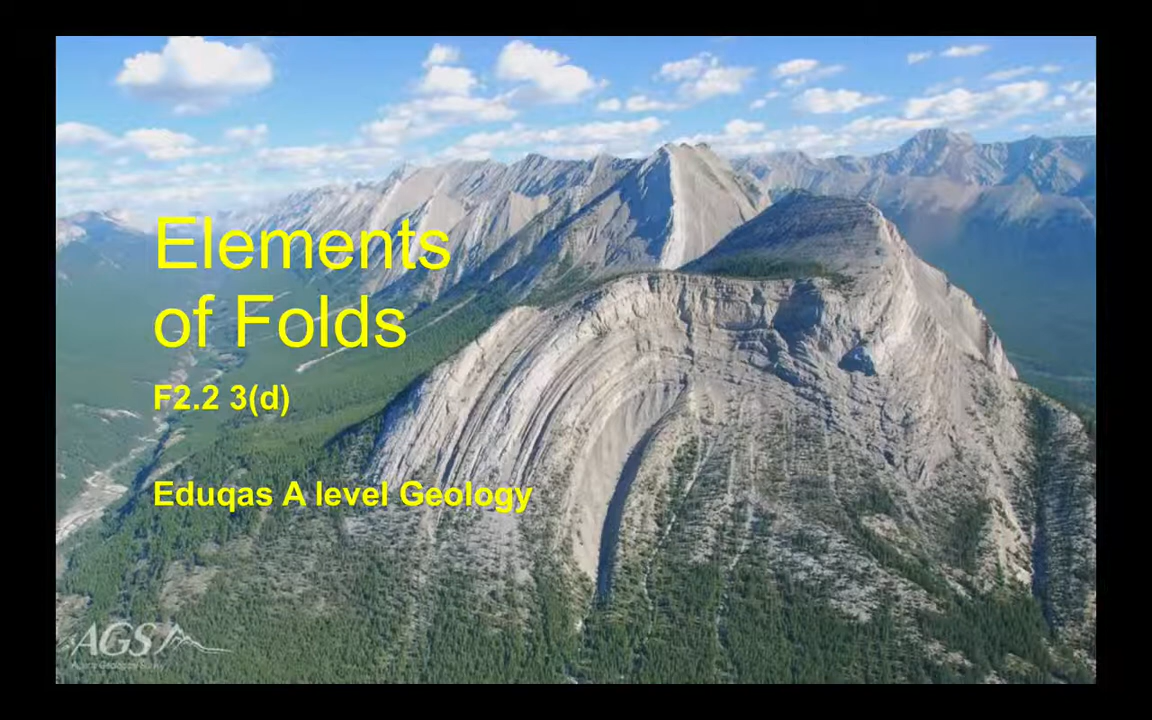 Elements
of Folds
F2.2 3(d)
Eduqas A level Geology
AGS